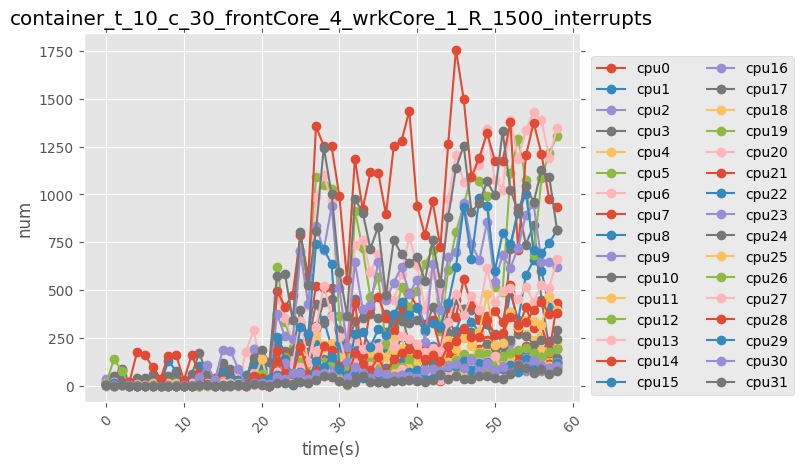 container_t_10_c_30_frontCore_4_wrkCore_1_R_1500_interrupts
num
1750
1500
1250
1000
750
500
250
0
0
10
20
30
40
50
60
time(s)
cpu0
cpu1
cpu2
cpu3
cpu4
cpu5
cpu6
cpu7
cpu8
cpu9
cpu10
cpu11
cpu12
cpu13
cpu14
cpu15
cpu16
cpu17
cpu18
cpu19
cpu20
cpu21
cpu22
cpu23
cpu24
cpu25
cpu26
cpu27
cpu28
cpu29
cpu30
cpu31